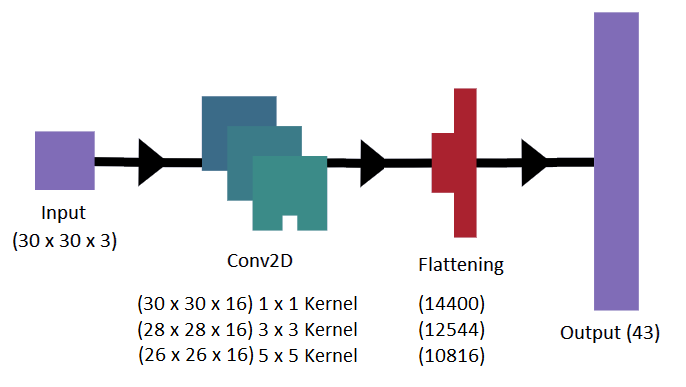 Input
(30 x 30 x 3)
Conv2D
(30 x 30 x 16) 1 x 1 Kernel
(28 x 28 x 16) 3 x 3 Kernel
(26 x 26 x 16) 5 x 5 Kernel
Flattening
(14400)
(12544)
(10816)
Output (43)